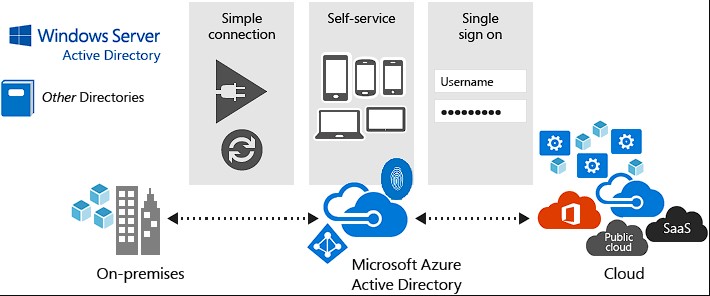 Windows Server
Active Directory
Other Directories
Simple
connection
Self-service
Single
sign on
Username
On-premises
Microsoft Azure
Active Directory
Public
cloud
SaaS
Cloud